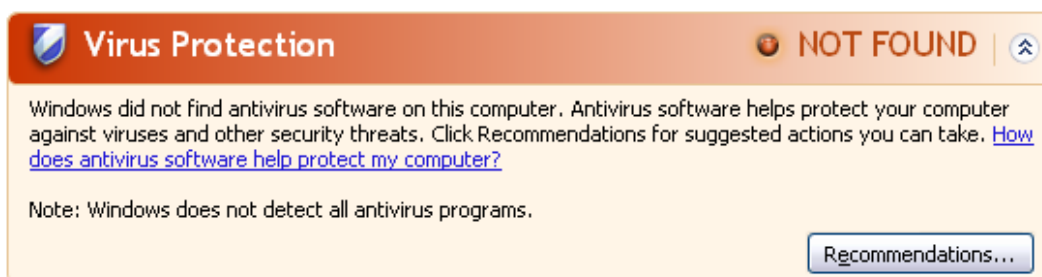 Virus Protection NOT FOUND
Windows did not find antivirus software on this computer. Antivirus software helps protect your computer
against viruses and other security threats. Click Recommendations for suggested actions you can take. How
does antivirus software help protect my computer?
Note: Windows does not detect all antivirus programs.
Recommendations...